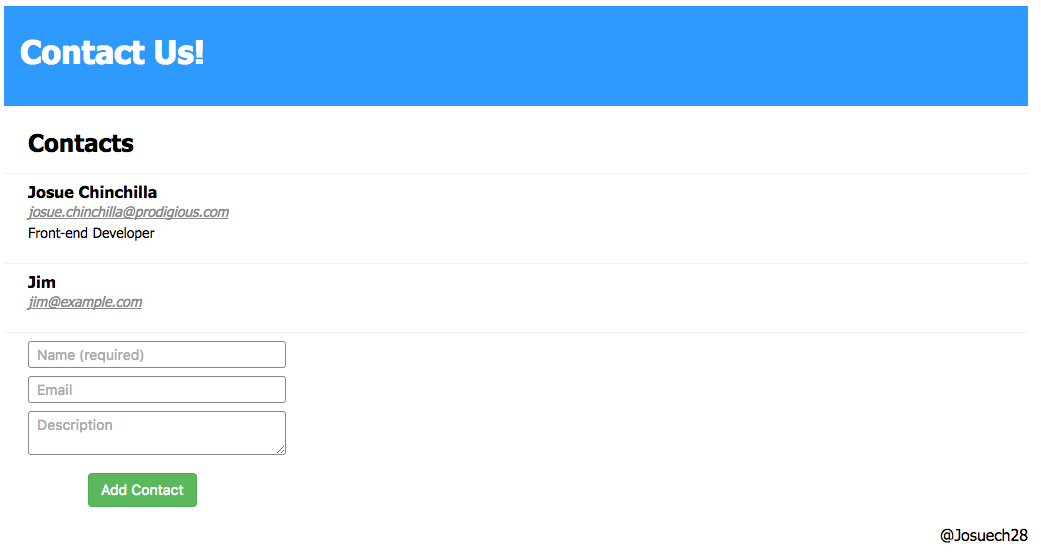 Contact Us!
Contacts
Josue Chinchilla
josue.chinchilla@prodigious.com
Front-end Developer
Jim
jim@example.com
Name (required)
Email
Description
Add Contact
@Josuech28